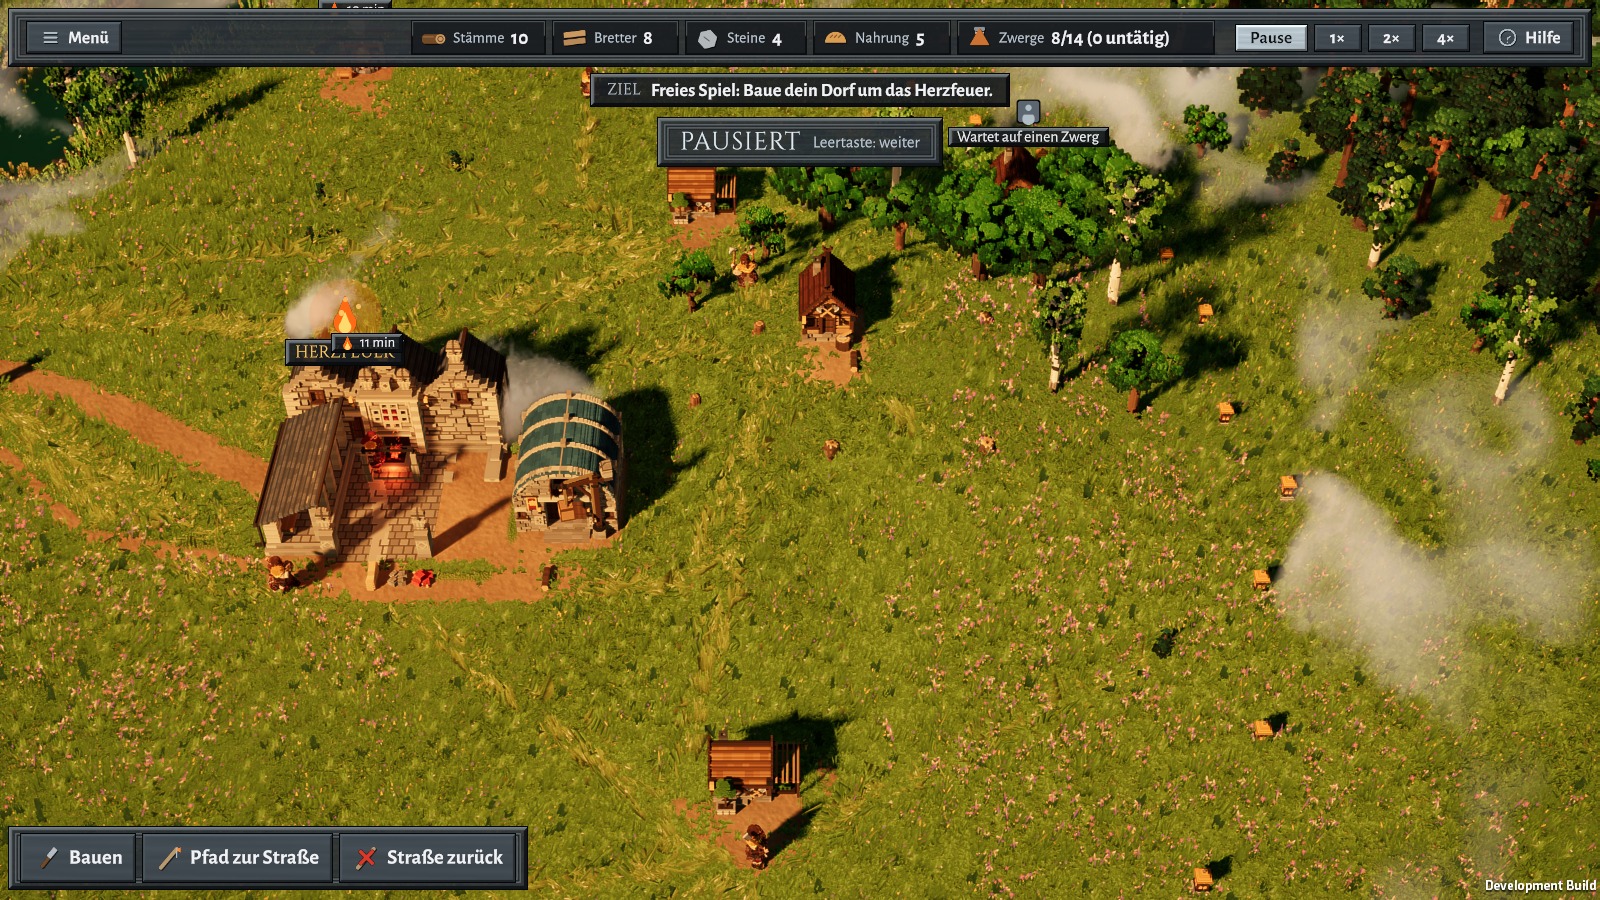 Menü
Stämme 10
Bretter 8
Steine 4
Nahrung 5
Zwerge 8/14 (0 untätig)
Pause
1×
2×
4×
Hilfe
ZIEL Freies Spiel: Baue dein Dorf um das Herzfeuer.
PAUSIERT Leertaste: weiter
Wartet auf einen Zwerg
11 min
HERZFEUER
Bauen
Pfad zur Straße
Straße zurück
Development Build